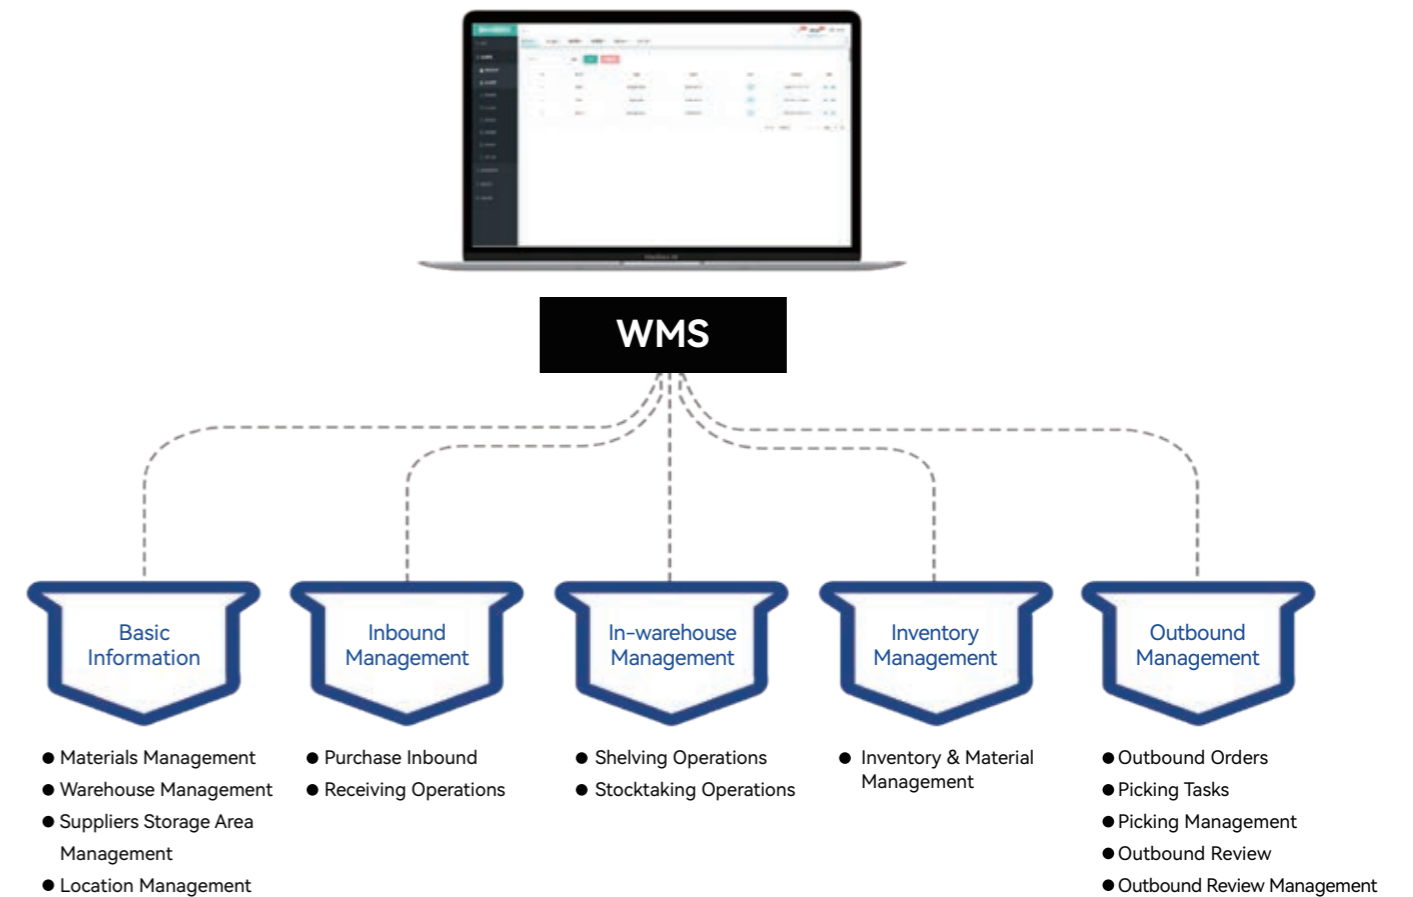 WMS
Basic
Information
Inbound
Management
In-warehouse
Management
Inventory
Management
Outbound
Management
● Materials Management
● Warehouse Management
● Suppliers Storage Area
Management
● Location Management
● Purchase Inbound
● Receiving Operations
● Shelving Operations
● Stocktaking Operations
● Inventory & Material
Management
● Outbound Orders
● Picking Tasks
● Picking Management
● Outbound Review
● Outbound Review Management